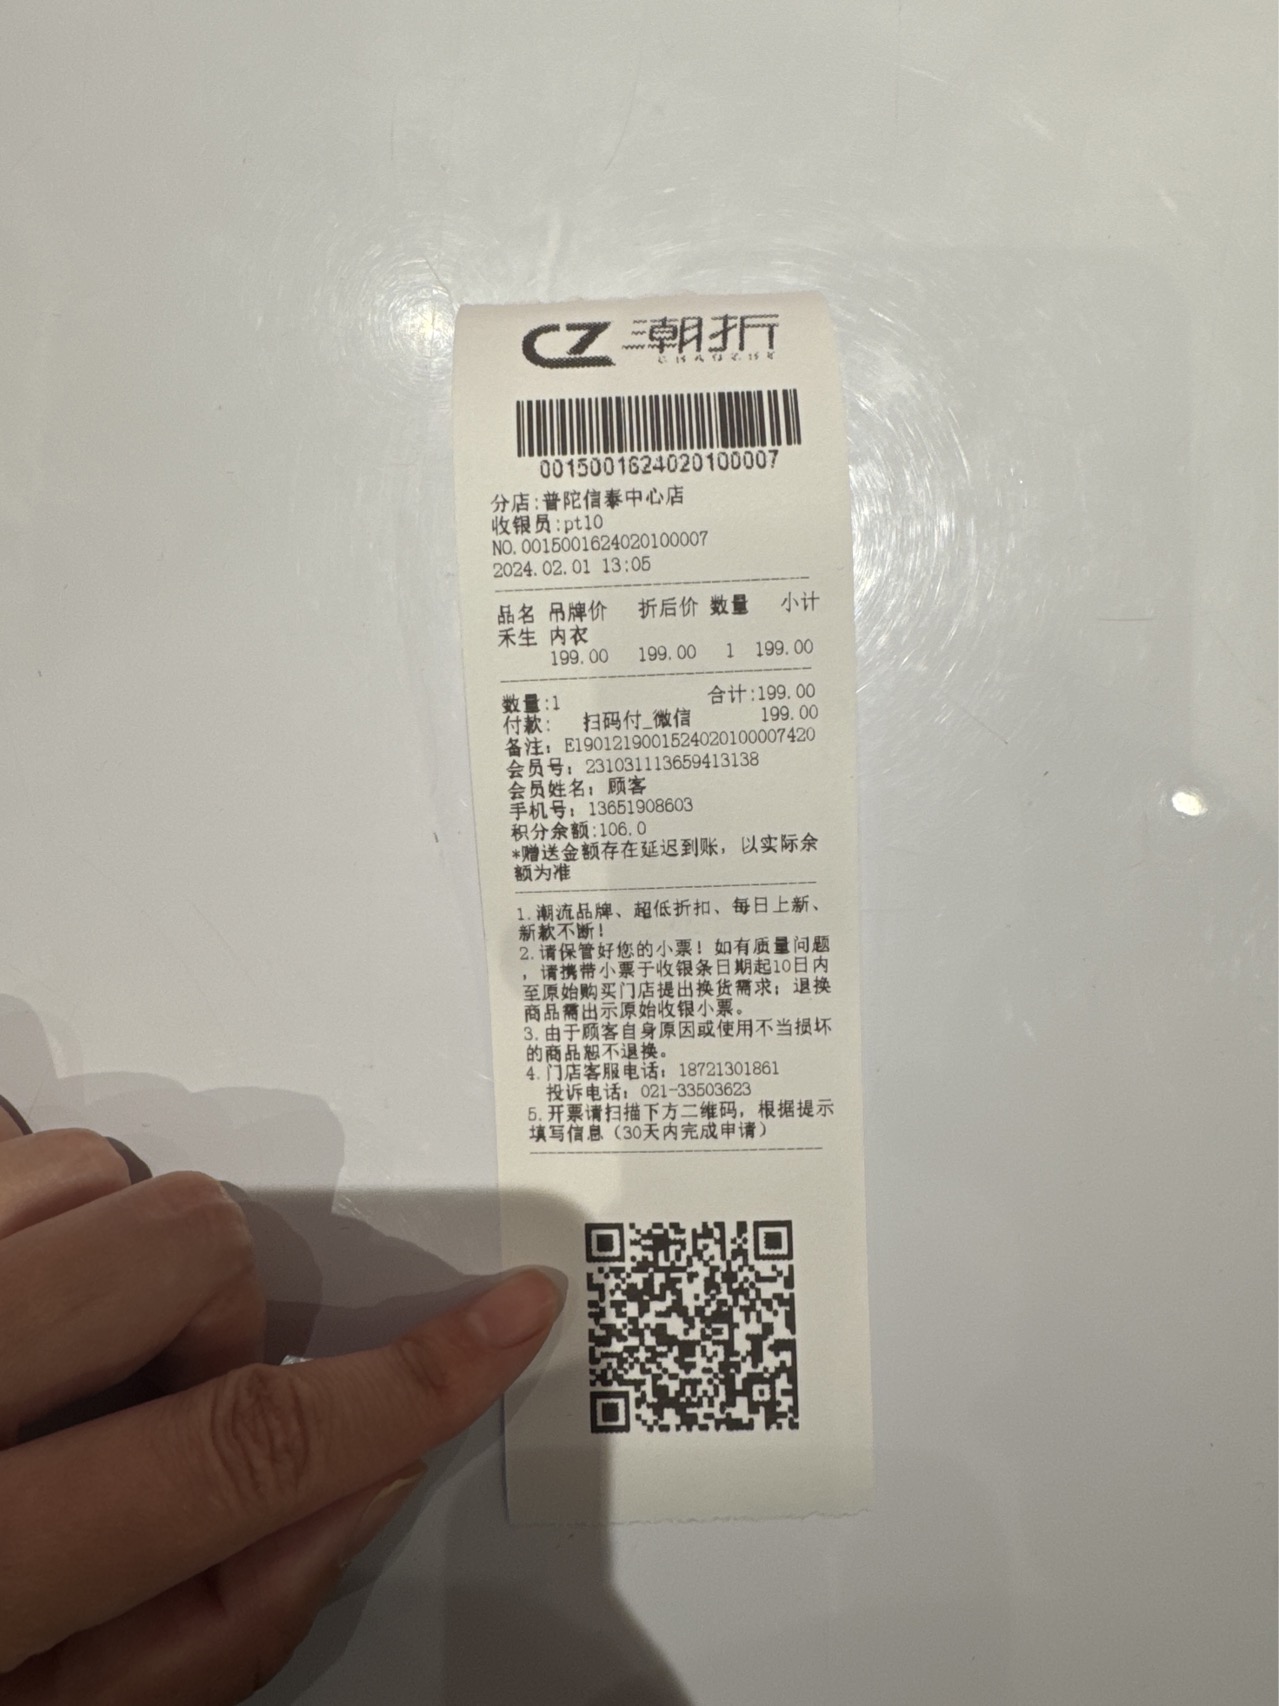 CZ 潮折
0015001624020100007
分店:普陀信泰中心店
收银员:pt10
NO.0015001624020100007
2024.02.01 13:05
品名 吊牌价 折后价 数量 小计
禾生 内衣
199.00 199.00 1 199.00
数量:1 合计:199.00
付款: 扫码付_微信 199.00
备注: E1901219001524020100007420
会员号: 231031113659413138
会员姓名: 顾客
手机号: 13651908603
积分余额:106.0
*赠送金额存在延迟到账,以实际余
额为准
1.潮流品牌、超低折扣、每日上新、
新款不断!
2.请保管好您的小票!如有质量问题
,请携带小票于收银条日期起10日内
至原始购买门店提出换货需求;退换
商品需出示原始收银小票。
3.由于顾客自身原因或使用不当损坏
的商品恕不退换。
4.门店客服电话: 18721301861
投诉电话: 021-33503623
5.开票请扫描下方二维码,根据提示
填写信息(30天内完成申请)